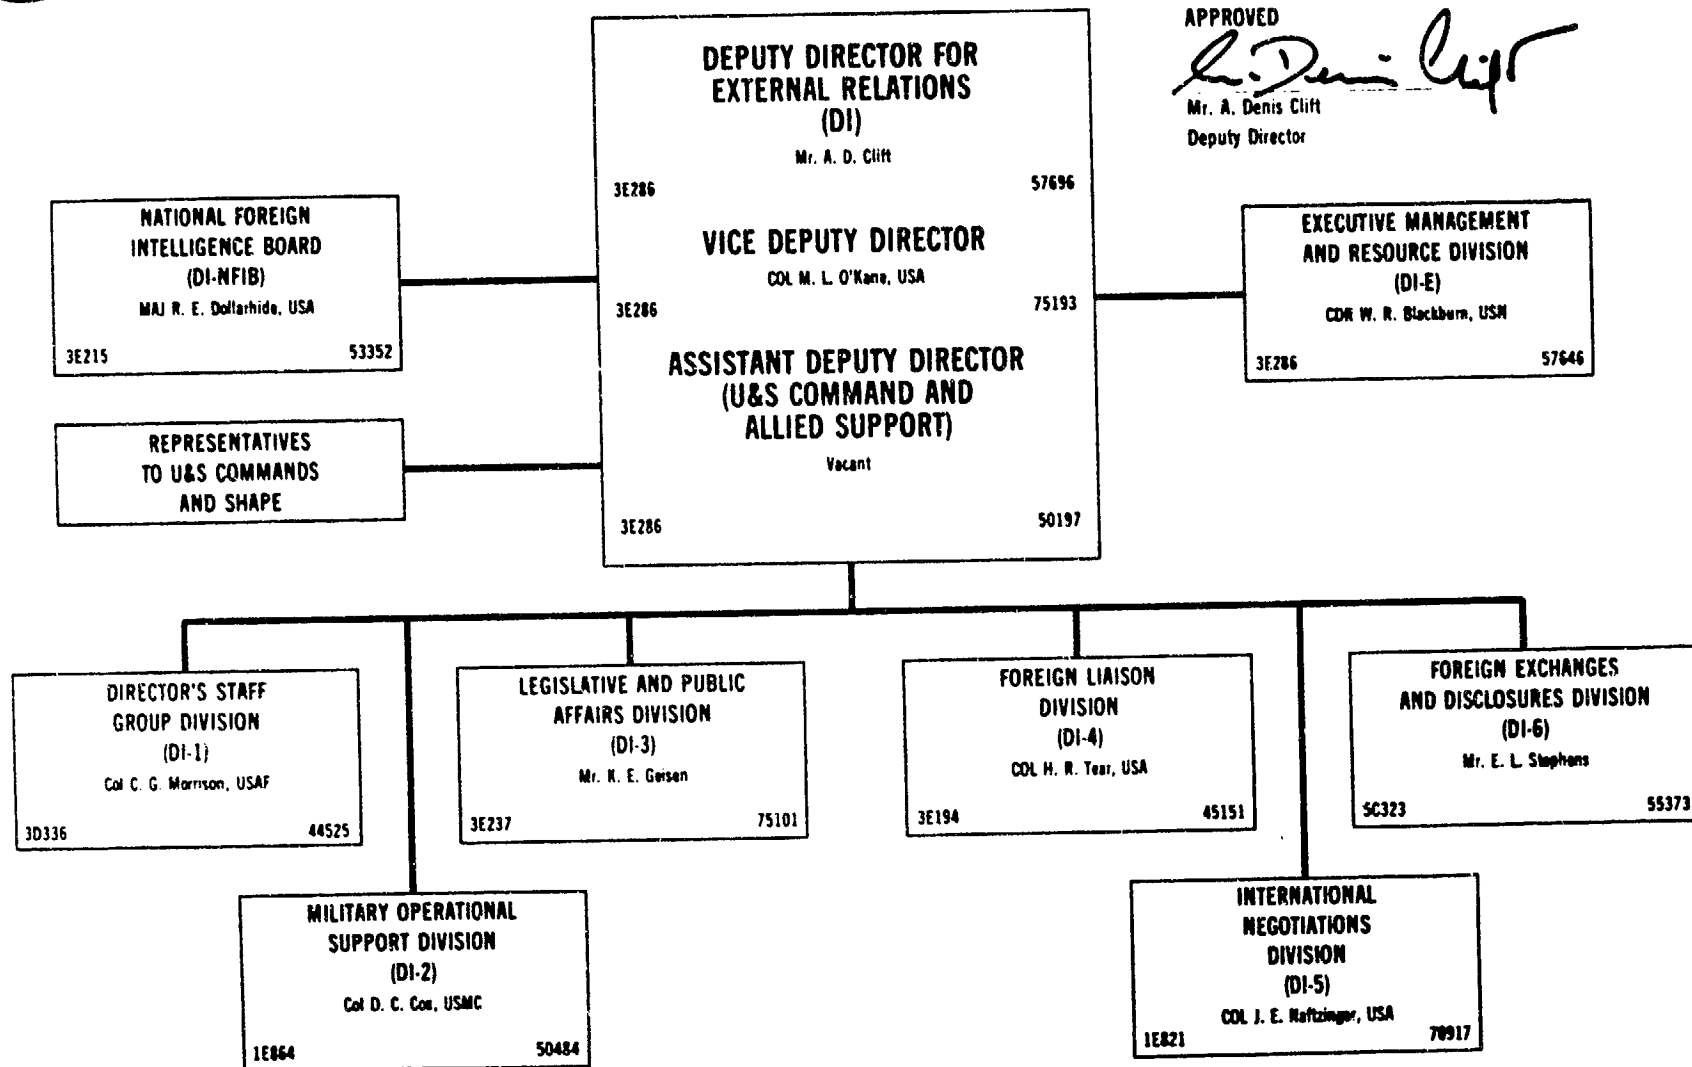 APPROVED
A. Denis Clift
Mr. A. Denis Clift
Deputy Director
DEPUTY DIRECTOR FOR
EXTERNAL RELATIONS
(DI)
Mr. A. D. Clift
3E286 57696
VICE DEPUTY DIRECTOR
COL M. L. O'Kane, USA
3E286 75193
ASSISTANT DEPUTY DIRECTOR
(U&S COMMAND AND
ALLIED SUPPORT)
Vacant
3E286 50197
NATIONAL FOREIGN
INTELLIGENCE BOARD
(DI-NFIB)
MAJ R. E. Dollarhide, USA
3E215 53352
REPRESENTATIVES
TO U&S COMMANDS
AND SHAPE
EXECUTIVE MANAGEMENT
AND RESOURCE DIVISION
(DI-E)
CDR W. R. Blackburn, USN
3E286 57646
DIRECTOR'S STAFF
GROUP DIVISION
(DI-1)
Col C. G. Morrison, USAF
3D336 44525
MILITARY OPERATIONAL
SUPPORT DIVISION
(DI-2)
Col D. C. Cox, USMC
1E864 50484
LEGISLATIVE AND PUBLIC
AFFAIRS DIVISION
(DI-3)
Mr. K. E. Geisen
3E237 75101
FOREIGN LIAISON
DIVISION
(DI-4)
COL H. R. Tear, USA
3E194 45151
INTERNATIONAL
NEGOTIATIONS
DIVISION
(DI-5)
COL J. E. Naftzinger, USA
1E821 70917
FOREIGN EXCHANGES
AND DISCLOSURES DIVISION
(DI-6)
Mr. E. L. Stephens
5C323 55373